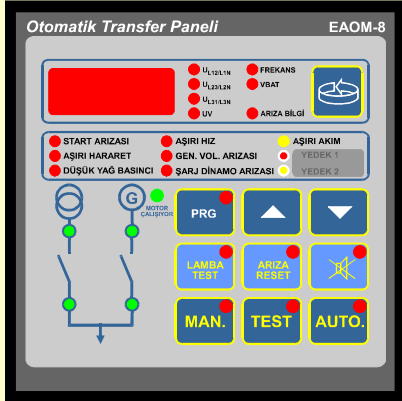 Otomatik Transfer Paneli EAOM-8
UL12/L1N FREKANS
UL23/L2N VBAT
UL31/L3N
UV ARIZA BİLGİ
START ARIZASI AŞIRI HIZ AŞIRI AKIM
AŞIRI HARARET GEN. VOL. ARIZASI YEDEK 1
DÜŞÜK YAĞ BASINCI ŞARJ DİNAMO ARIZASI YEDEK 2
G
MOTOR
ÇALIŞIYOR
PRG
LAMBA
TEST
ARIZA
RESET
MAN. TEST AUTO.